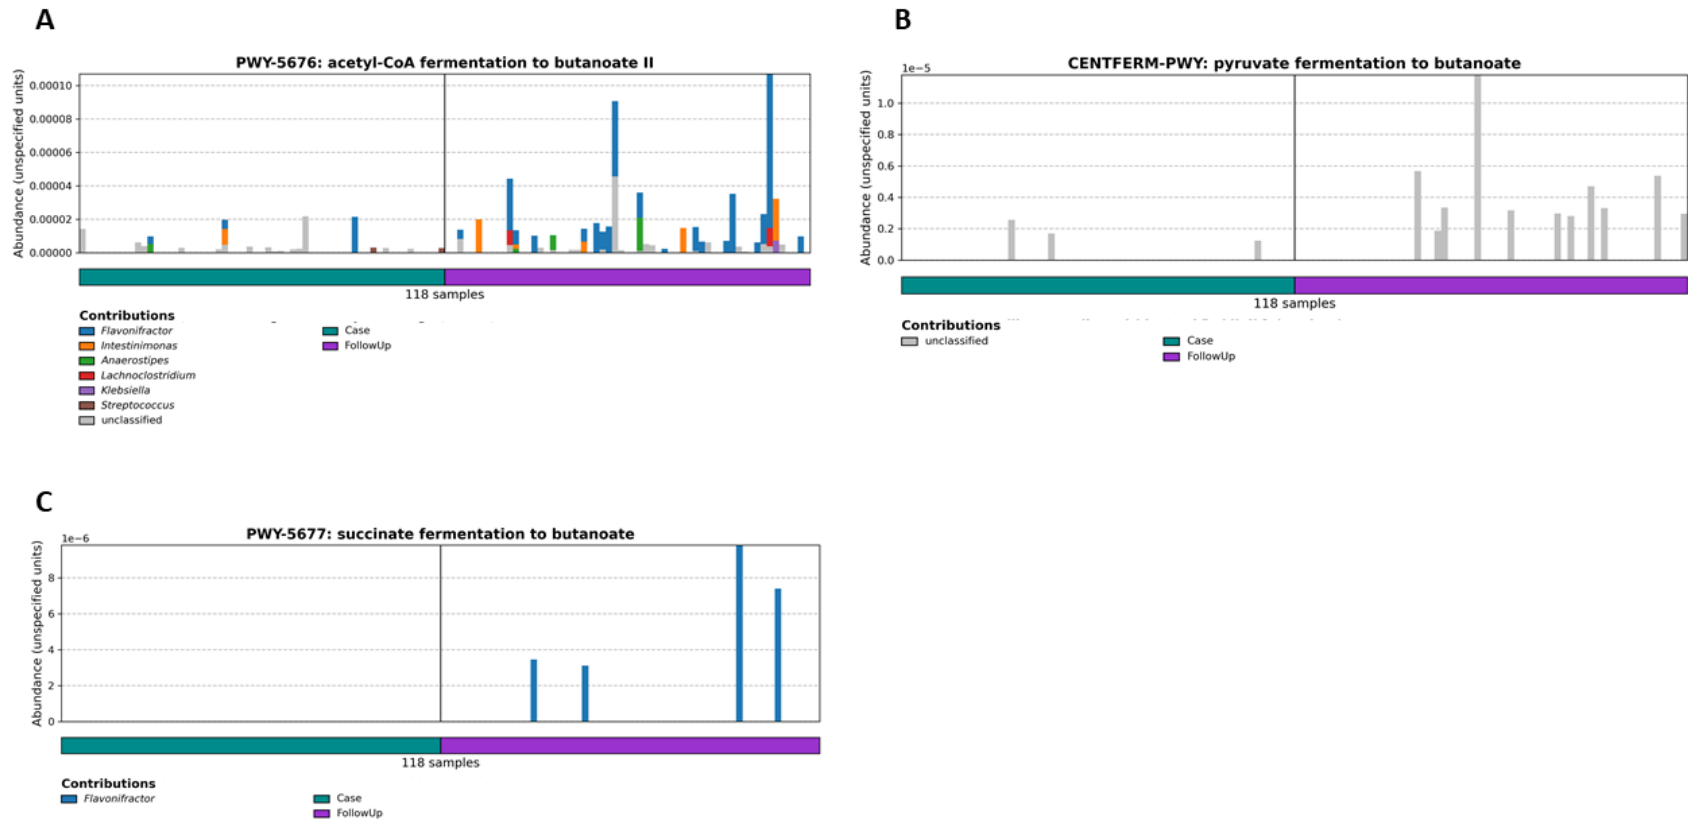 A
PWY-5676: acetyl-CoA fermentation to butanoate II
Abundance (unspecified units)
0.00010
0.00008
0.00006
0.00004
0.00002
0.00000
118 samples
Contributions
Flavonifractor
Intestinimonas
Anaerostipes
Lachnoclostridium
Klebsiella
Streptococcus
unclassified
Case
FollowUp
B
CENTFERM-PWY: pyruvate fermentation to butanoate
1e-5
Abundance (unspecified units)
1.0
0.8
0.6
0.4
0.2
0.0
118 samples
Contributions
unclassified
Case
FollowUp
C
PWY-5677: succinate fermentation to butanoate
1e-6
Abundance (unspecified units)
8
6
4
2
0
118 samples
Contributions
Flavonifractor
Case
FollowUp